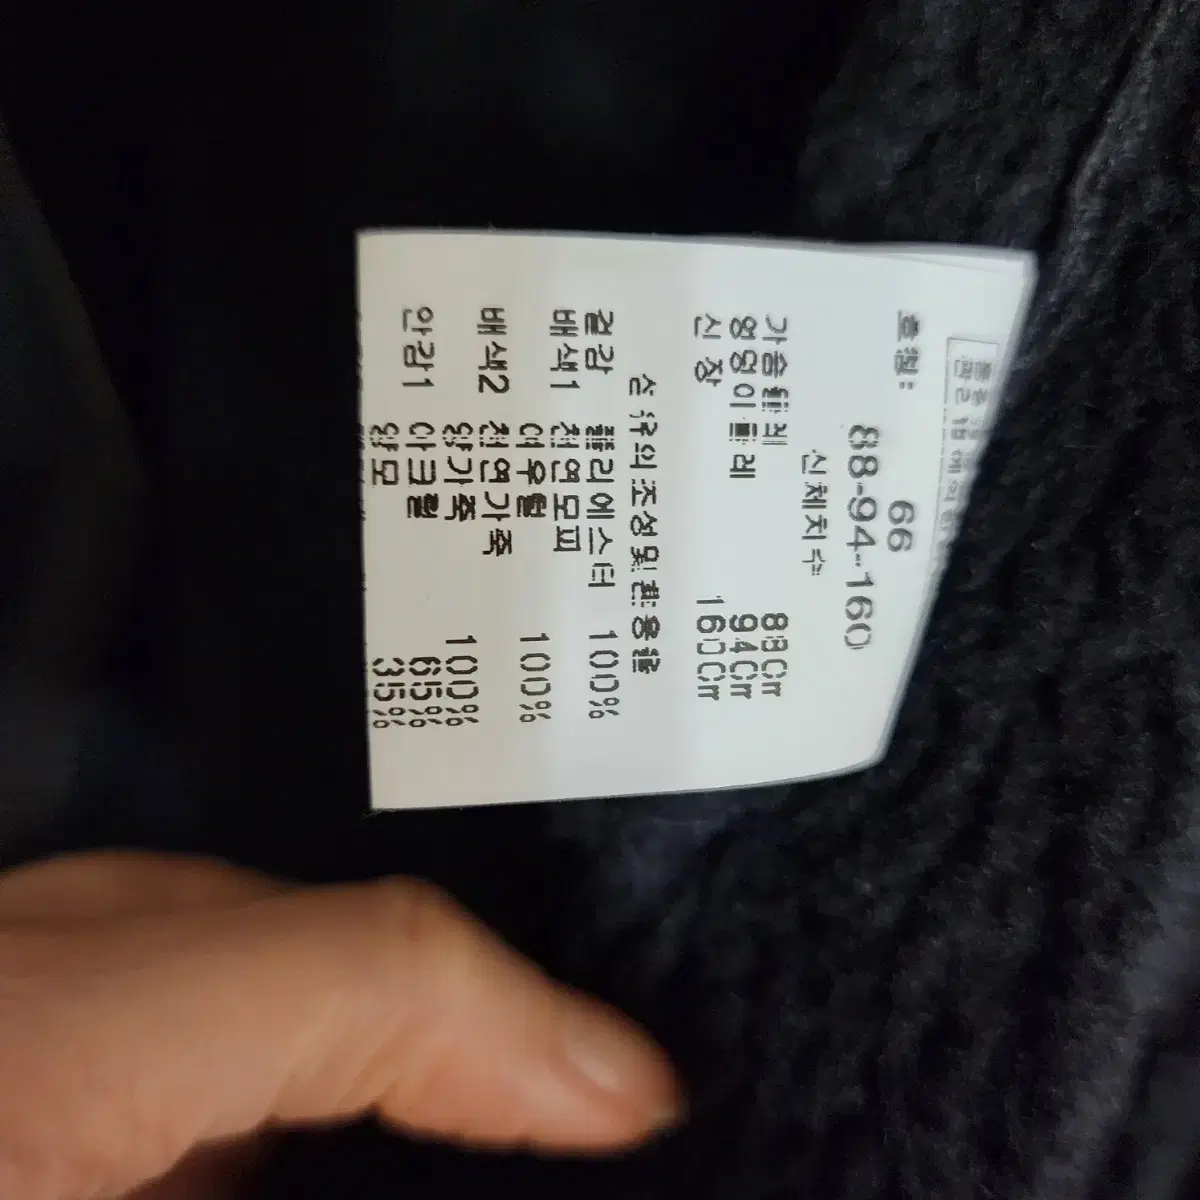 호칭: 66
88-94-160
신체치수
가슴둘레 88Cm
엉덩이둘레 94Cm
신장 160Cm
섬유의조성및혼용율
겉감 폴리에스터 100%
배색1 천연모피
여우털 100%
배색2 천연가죽
양가죽 100%
안감1 아크릴 65%
양모 35%